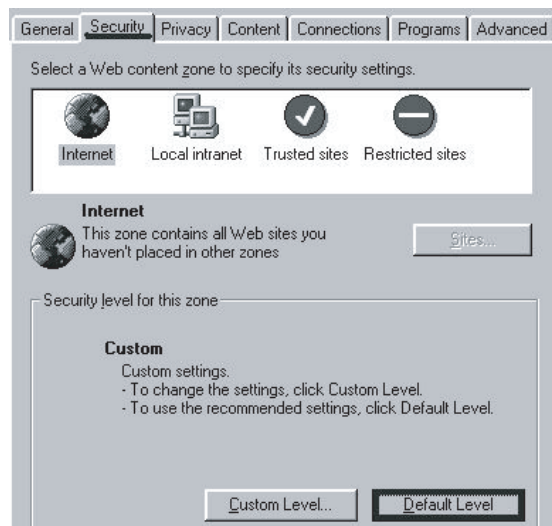 General Security Privacy Content Connections Programs Advanced
Select a Web content zone to specify its security settings.
Internet Local intranet Trusted sites Restricted sites
Internet
This zone contains all Web sites you
haven't placed in other zones
Sites...
Security level for this zone
Custom
Custom settings.
- To change the settings, click Custom Level.
- To use the recommended settings, click Default Level.
Custom Level... Default Level